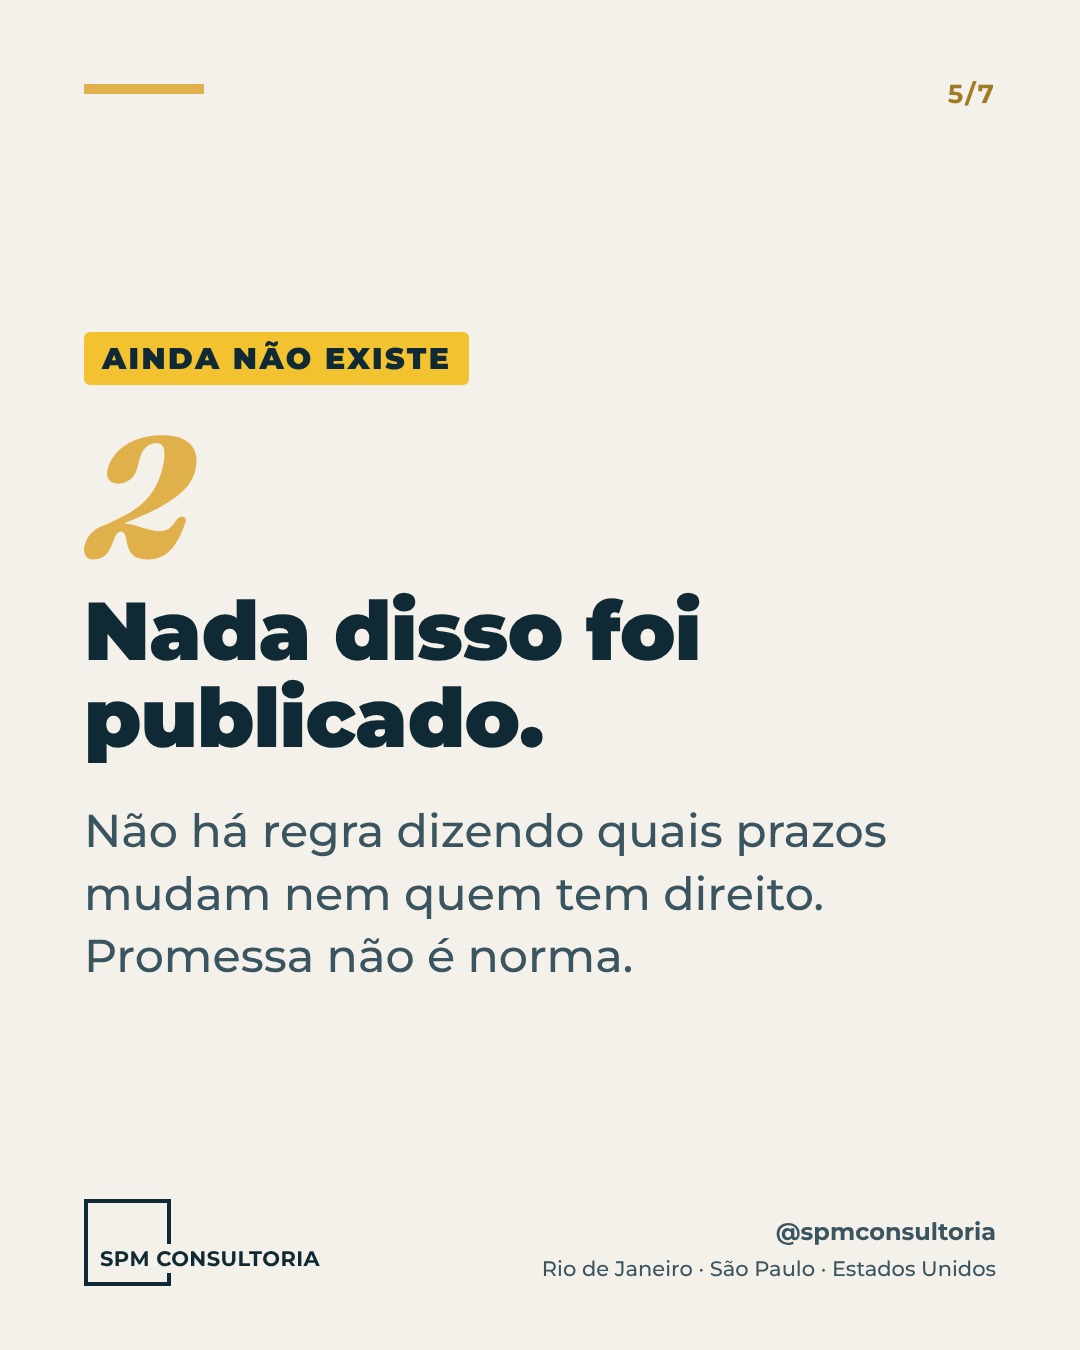 5/7
AINDA NÃO EXISTE
2
Nada disso foi
publicado.
Não há regra dizendo quais prazos
mudam nem quem tem direito.
Promessa não é norma.
SPM CONSULTORIA
@spmconsultoria
Rio de Janeiro · São Paulo · Estados Unidos